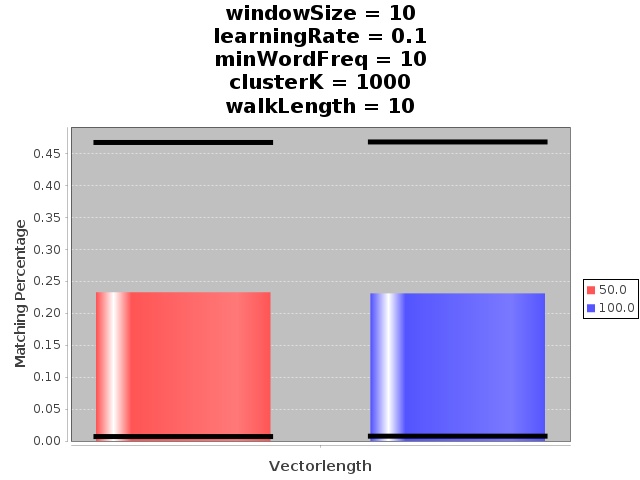 windowSize = 10
learningRate = 0.1
minWordFreq = 10
clusterK = 1000
walkLength = 10
Matching Percentage
0.45
0.40
0.35
0.30
0.25
0.20
0.15
0.10
0.05
0.00
Vectorlength
50.0
100.0